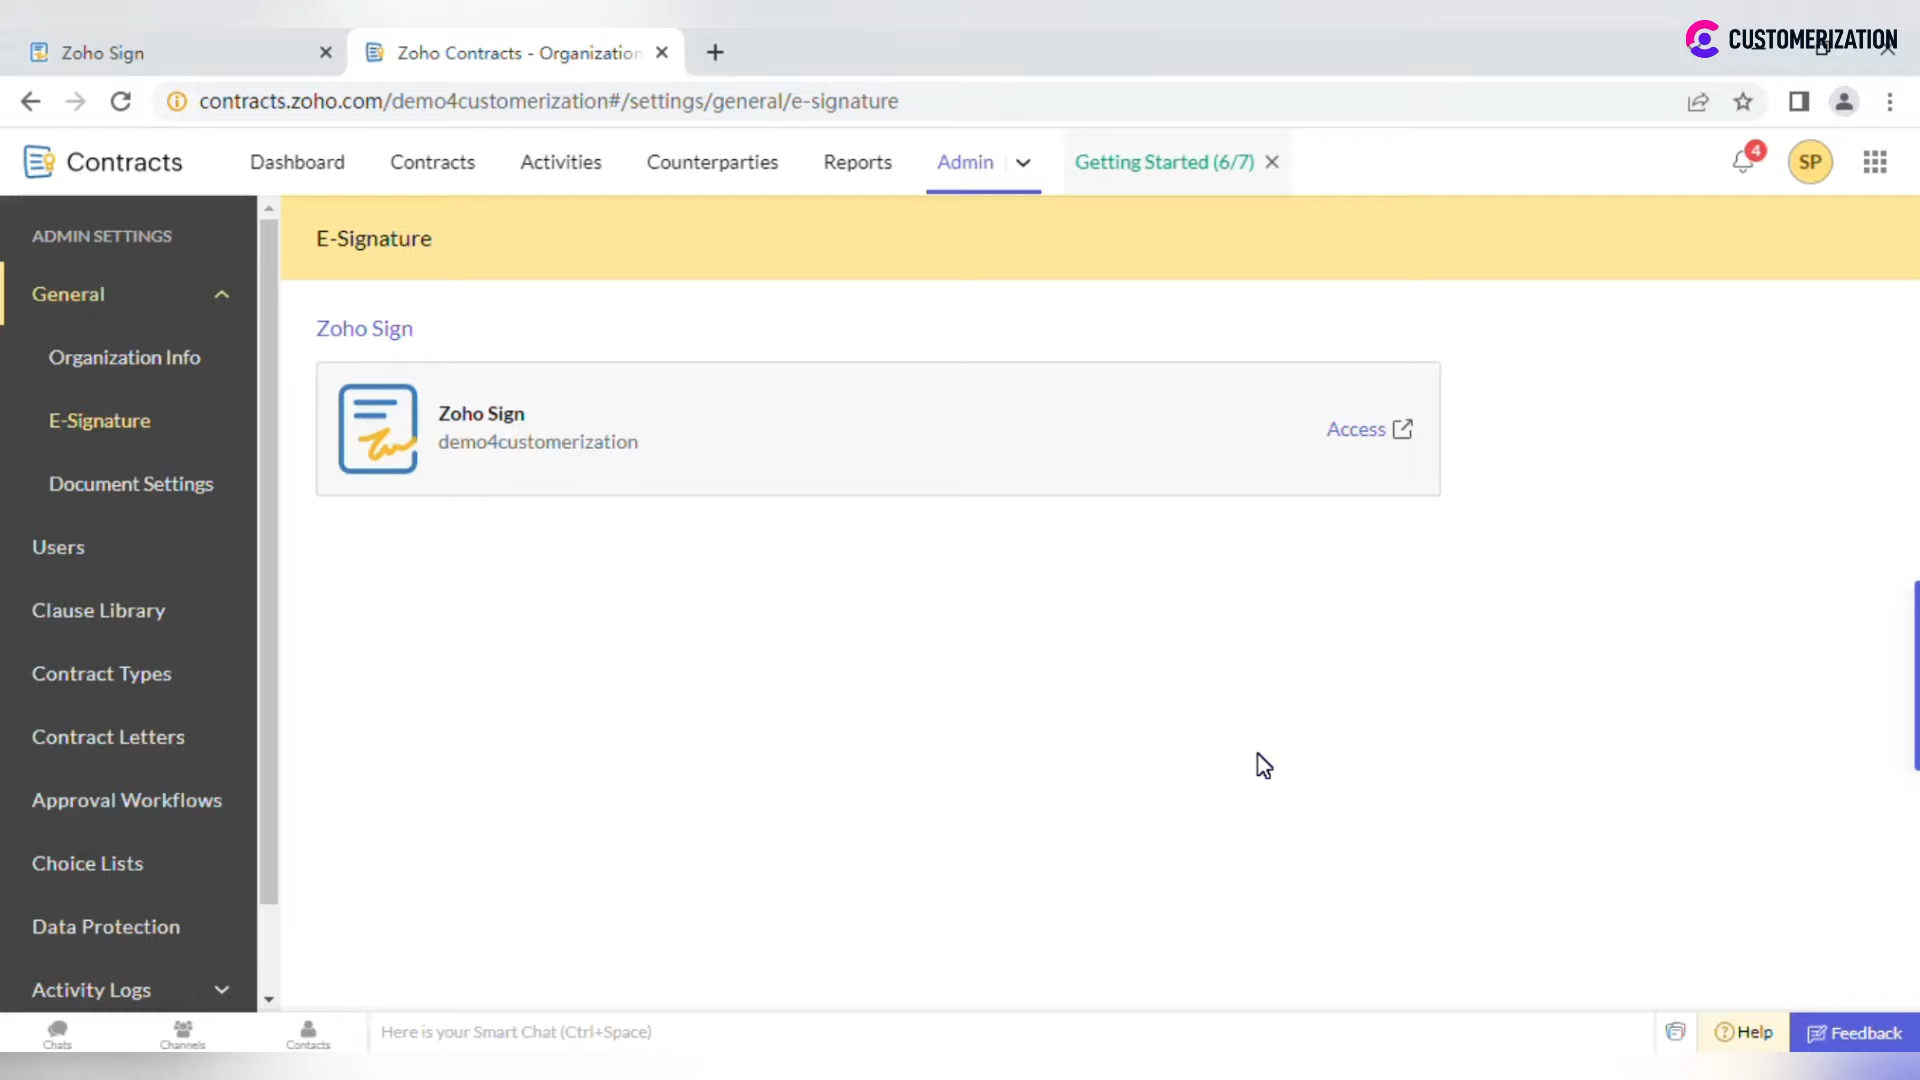 Zoho Sign
Zoho Contracts - Organization
CUSTOMERIZATION
contracts.zoho.com/demo4customerization#/settings/general/e-signature
Contracts
Dashboard
Contracts
Activities
Counterparties
Reports
Admin
Getting Started (6/7)
4
SP
ADMIN SETTINGS
General
Organization Info
E-Signature
Document Settings
Users
Clause Library
Contract Types
Contract Letters
Approval Workflows
Choice Lists
Data Protection
Activity Logs
E-Signature
Zoho Sign
Zoho Sign
demo4customerization
Access
Chats
Channels
Contacts
Here is your Smart Chat (Ctrl+Space)
Help
Feedback